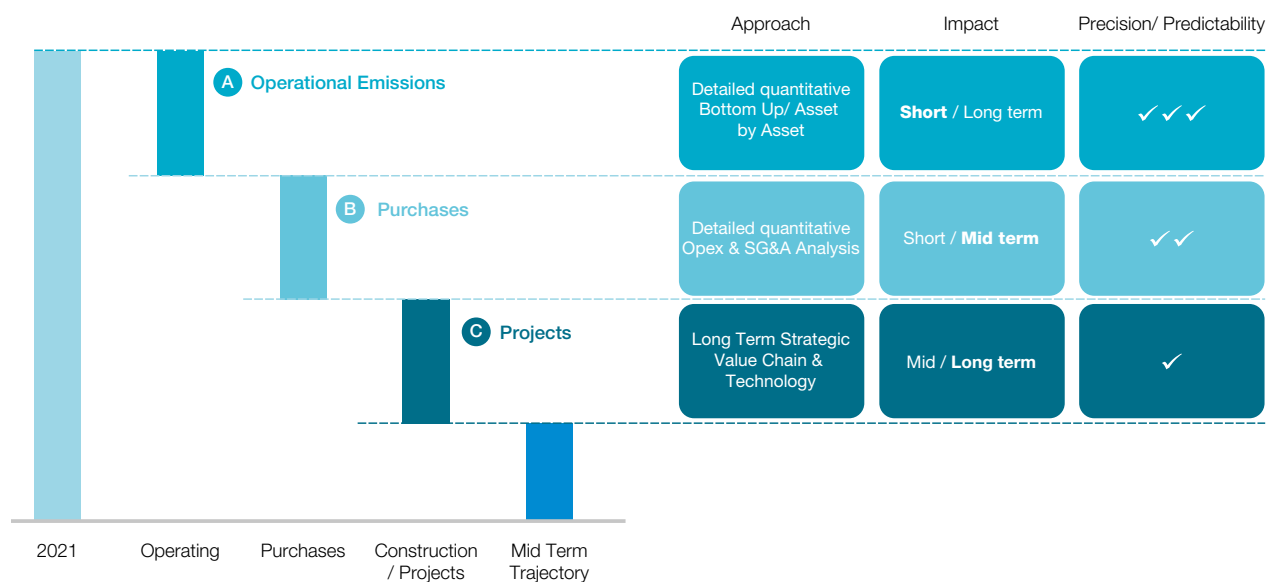 Approach
Impact
Precision/ Predictability
A Operational Emissions
Detailed quantitative
Bottom Up/ Asset
by Asset
Short / Long term
✓✓✓
B Purchases
Detailed quantitative
Opex & SG&A Analysis
Short / Mid term
✓✓
C Projects
Long Term Strategic
Value Chain &
Technology
Mid / Long term
✓
2021
Operating
Purchases
Construction
/ Projects
Mid Term
Trajectory